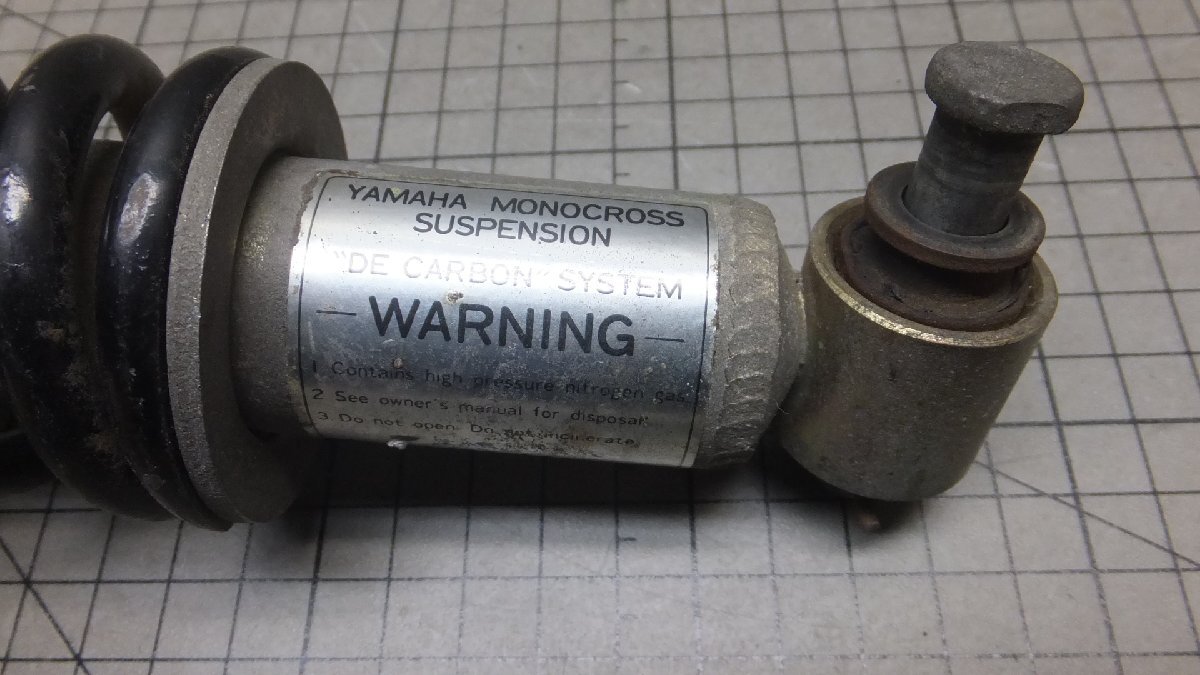 YAMAHA MONOCROSS
SUSPENSION
"DE CARBON" SYSTEM
— WARNING —
1 Contains high pressure nitrogen gas.
2 See owner's manual for disposal.
3 Do not open. Do not incinerate.